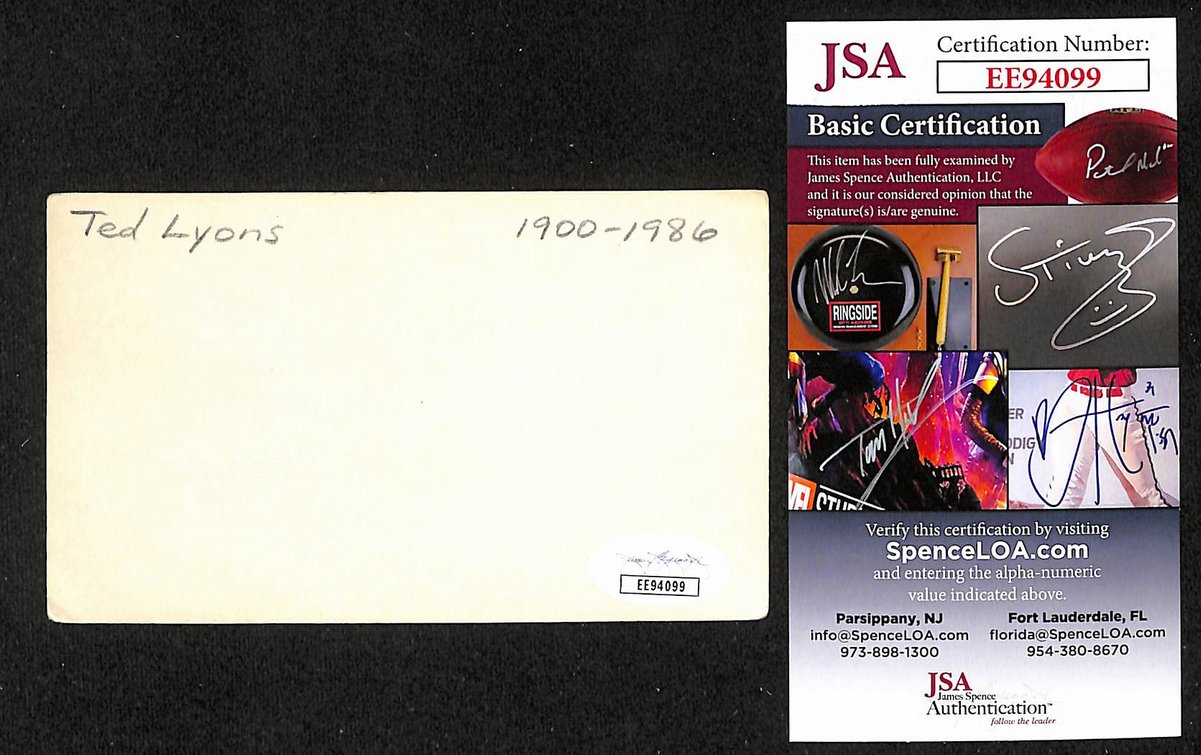 Ted Lyons 1900-1986
EE94099
JSA
Certification Number:
EE94099
Basic Certification
This item has been fully examined by
James Spence Authentication, LLC
and it is our considered opinion that the
signature(s) is/are genuine.
RINGSIDE
Verify this certification by visiting
SpenceLOA.com
and entering the alpha-numeric
value indicated above.
Parsippany, NJ
info@SpenceLOA.com
973-898-1300
Fort Lauderdale, FL
florida@SpenceLOA.com
954-380-8670
JSA
James Spence
Authentication™
follow the leader